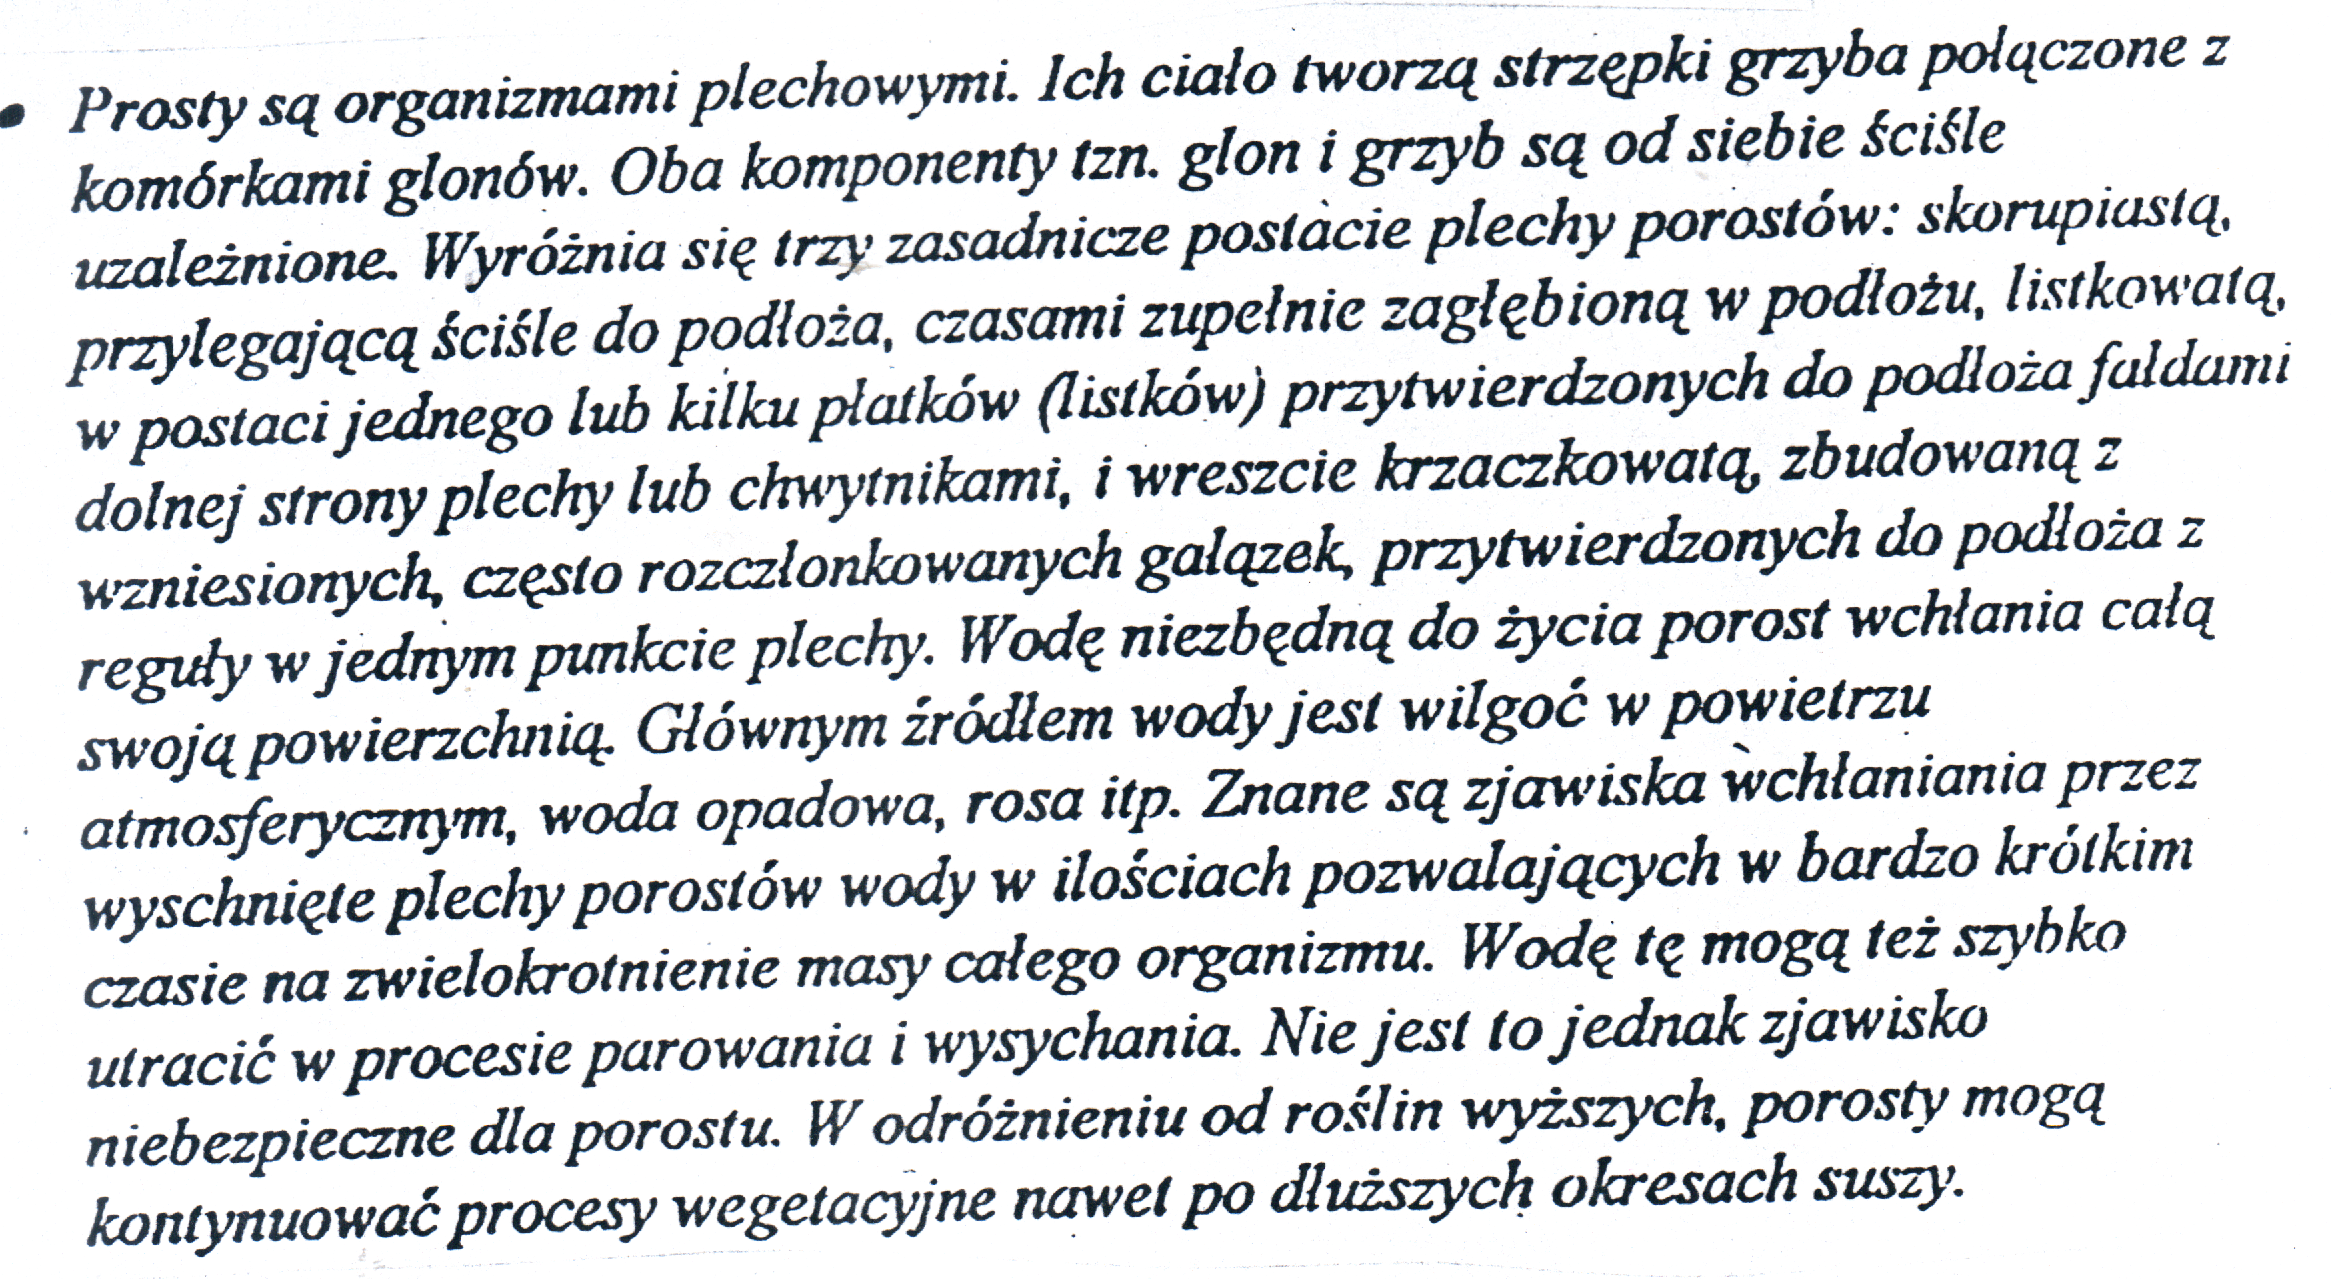 • Prosty są organizmami plechowymi. Ich ciało tworzą strzępki grzyba połączone z
komórkami glonów. Oba komponenty tzn. glon i grzyb są od siebie ściśle
uzależnione. Wyróżnia się trzy zasadnicze postacie plechy porostów: skorupiastą,
przylegającą ściśle do podłoża, czasami zupełnie zagłębioną w podłożu, listkowatą,
w postaci jednego lub kilku płatków (listków) przytwierdzonych do podłoża fałdami
dolnej strony plechy lub chwytnikami, i wreszcie krzaczkowatą, zbudowaną z
wzniesionych, często rozczłonkowanych gałązek, przytwierdzonych do podłoża z
reguły w jednym punkcie plechy. Wodę niezbędną do życia porost wchłania całą
swoją powierzchnią. Głównym źródłem wody jest wilgoć w powietrzu
atmosferycznym, woda opadowa, rosa itp. Znane są zjawiska wchłaniania przez
wyschnięte plechy porostów wody w ilościach pozwalających w bardzo krótkim
czasie na zwielokrotnienie masy całego organizmu. Wodę tę mogą też szybko
utracić w procesie parowania i wysychania. Nie jest to jednak zjawisko
niebezpieczne dla porostu. W odróżnieniu od roślin wyższych, porosty mogą
kontynuować procesy wegetacyjne nawet po dłuższych okresach suszy.